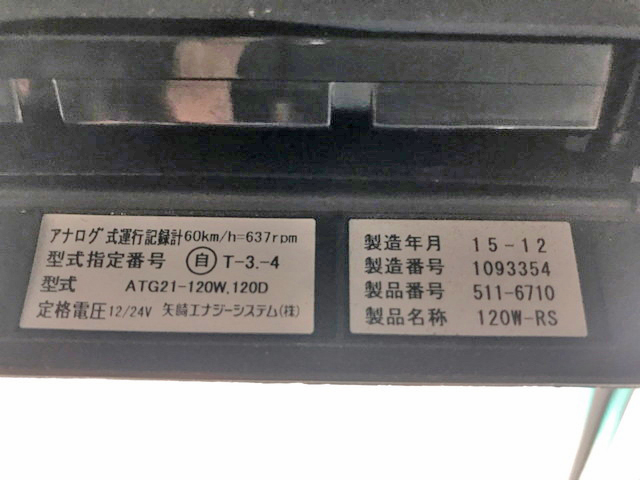 アナログ式運行記録計60km/h=637rpm
型式指定番号 自 T-3.-4
型式 ATG21-120W,120D
定格電圧12/24V 矢崎エナジーシステム(株)
製造年月 15-12
製造番号 1093354
製品番号 511-6710
製品名称 120W-RS